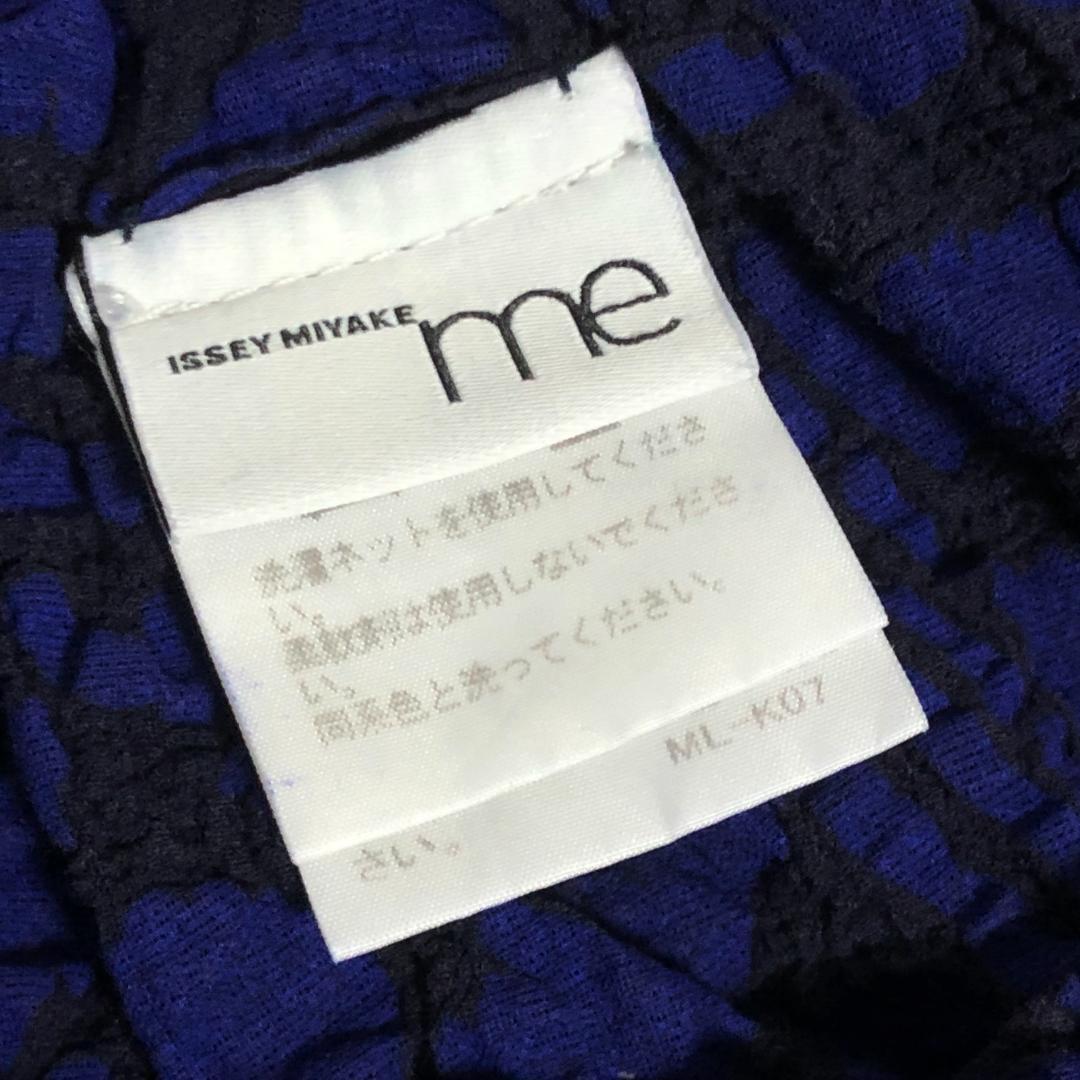 ISSEY MIYAKE me
洗濯ネットを使用してくださ
い。
柔軟剤は使用しないでくださ
い。
同系色と洗ってください。
ML-K07
さい。